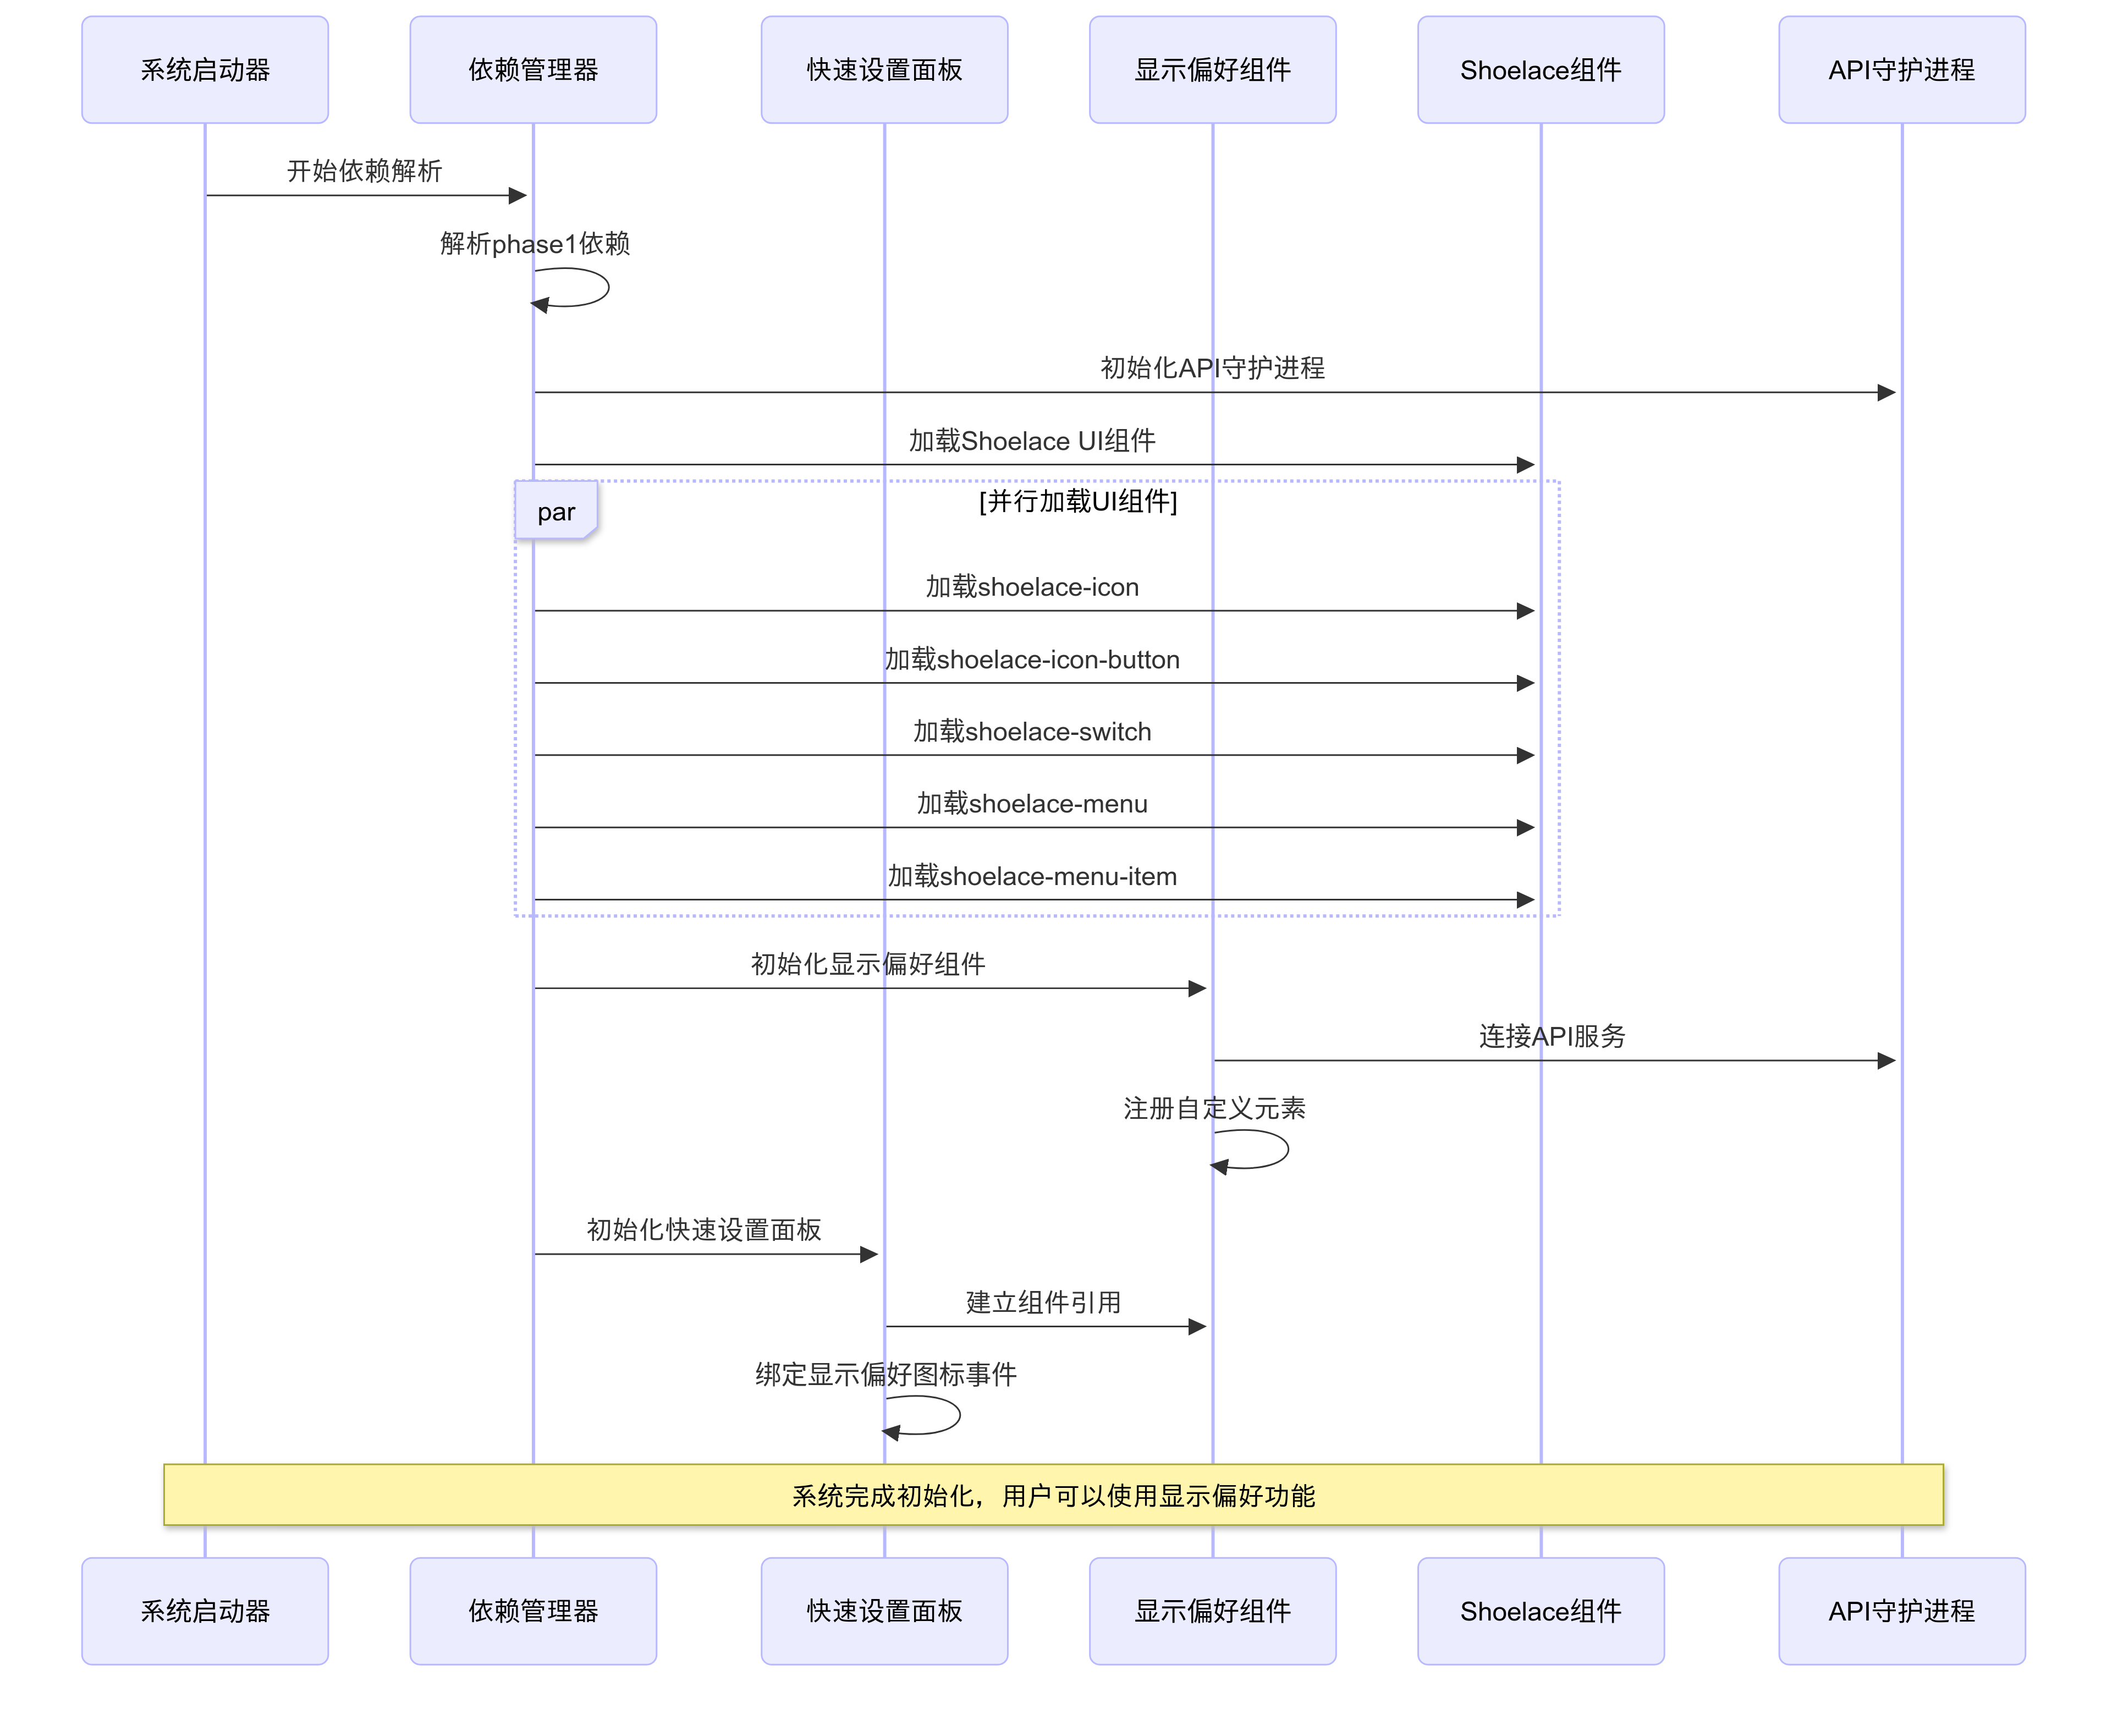 系统启动器
依赖管理器
快速设置面板
显示偏好组件
Shoelace组件
API守护进程
开始依赖解析
解析phase1依赖
初始化API守护进程
加载Shoelace UI组件
par
[并行加载UI组件]
加载shoelace-icon
加载shoelace-icon-button
加载shoelace-switch
加载shoelace-menu
加载shoelace-menu-item
初始化显示偏好组件
连接API服务
注册自定义元素
初始化快速设置面板
建立组件引用
绑定显示偏好图标事件
系统完成初始化，用户可以使用显示偏好功能
系统启动器
依赖管理器
快速设置面板
显示偏好组件
Shoelace组件
API守护进程